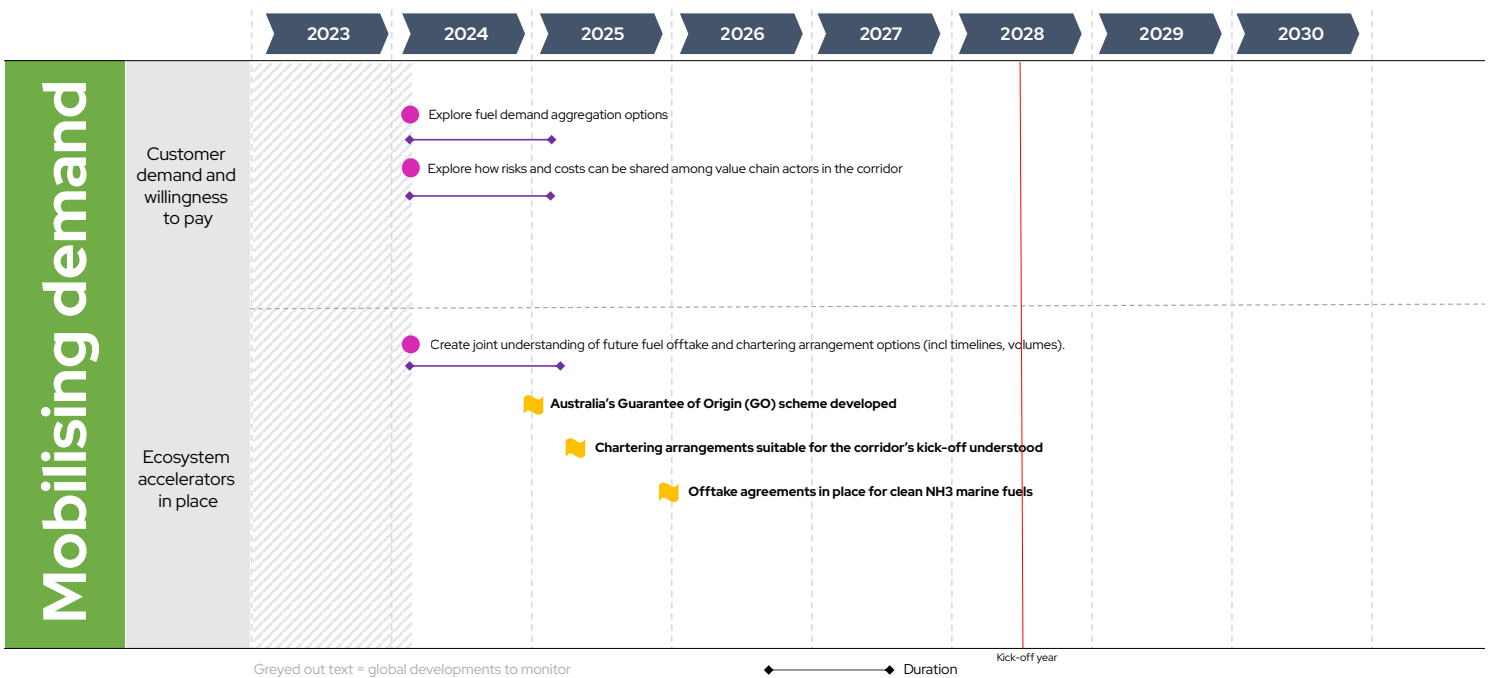 2023 2024 2025 2026 2027 2028 2029 2030
Mobilising demand
Customer
demand and
willingness
to pay
Explore fuel demand aggregation options
Explore how risks and costs can be shared among value chain actors in the corridor
Ecosystem
accelerators
in place
Create joint understanding of future fuel offtake and chartering arrangement options (incl timelines, volumes).
Australia’s Guarantee of Origin (GO) scheme developed
Chartering arrangements suitable for the corridor’s kick-off understood
Offtake agreements in place for clean NH3 marine fuels
Kick-off year
Greyed out text = global developments to monitor
Duration